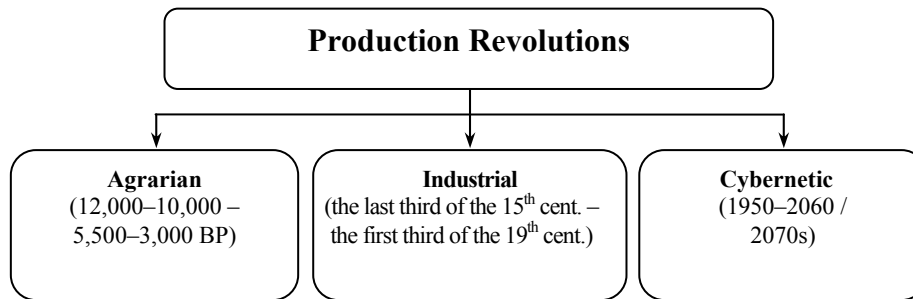 Production Revolutions
Agrarian
(12,000–10,000 –
5,500–3,000 BP)
Industrial
(the last third of the 15th cent. –
the first third of the 19th cent.)
Cybernetic
(1950–2060 /
2070s)